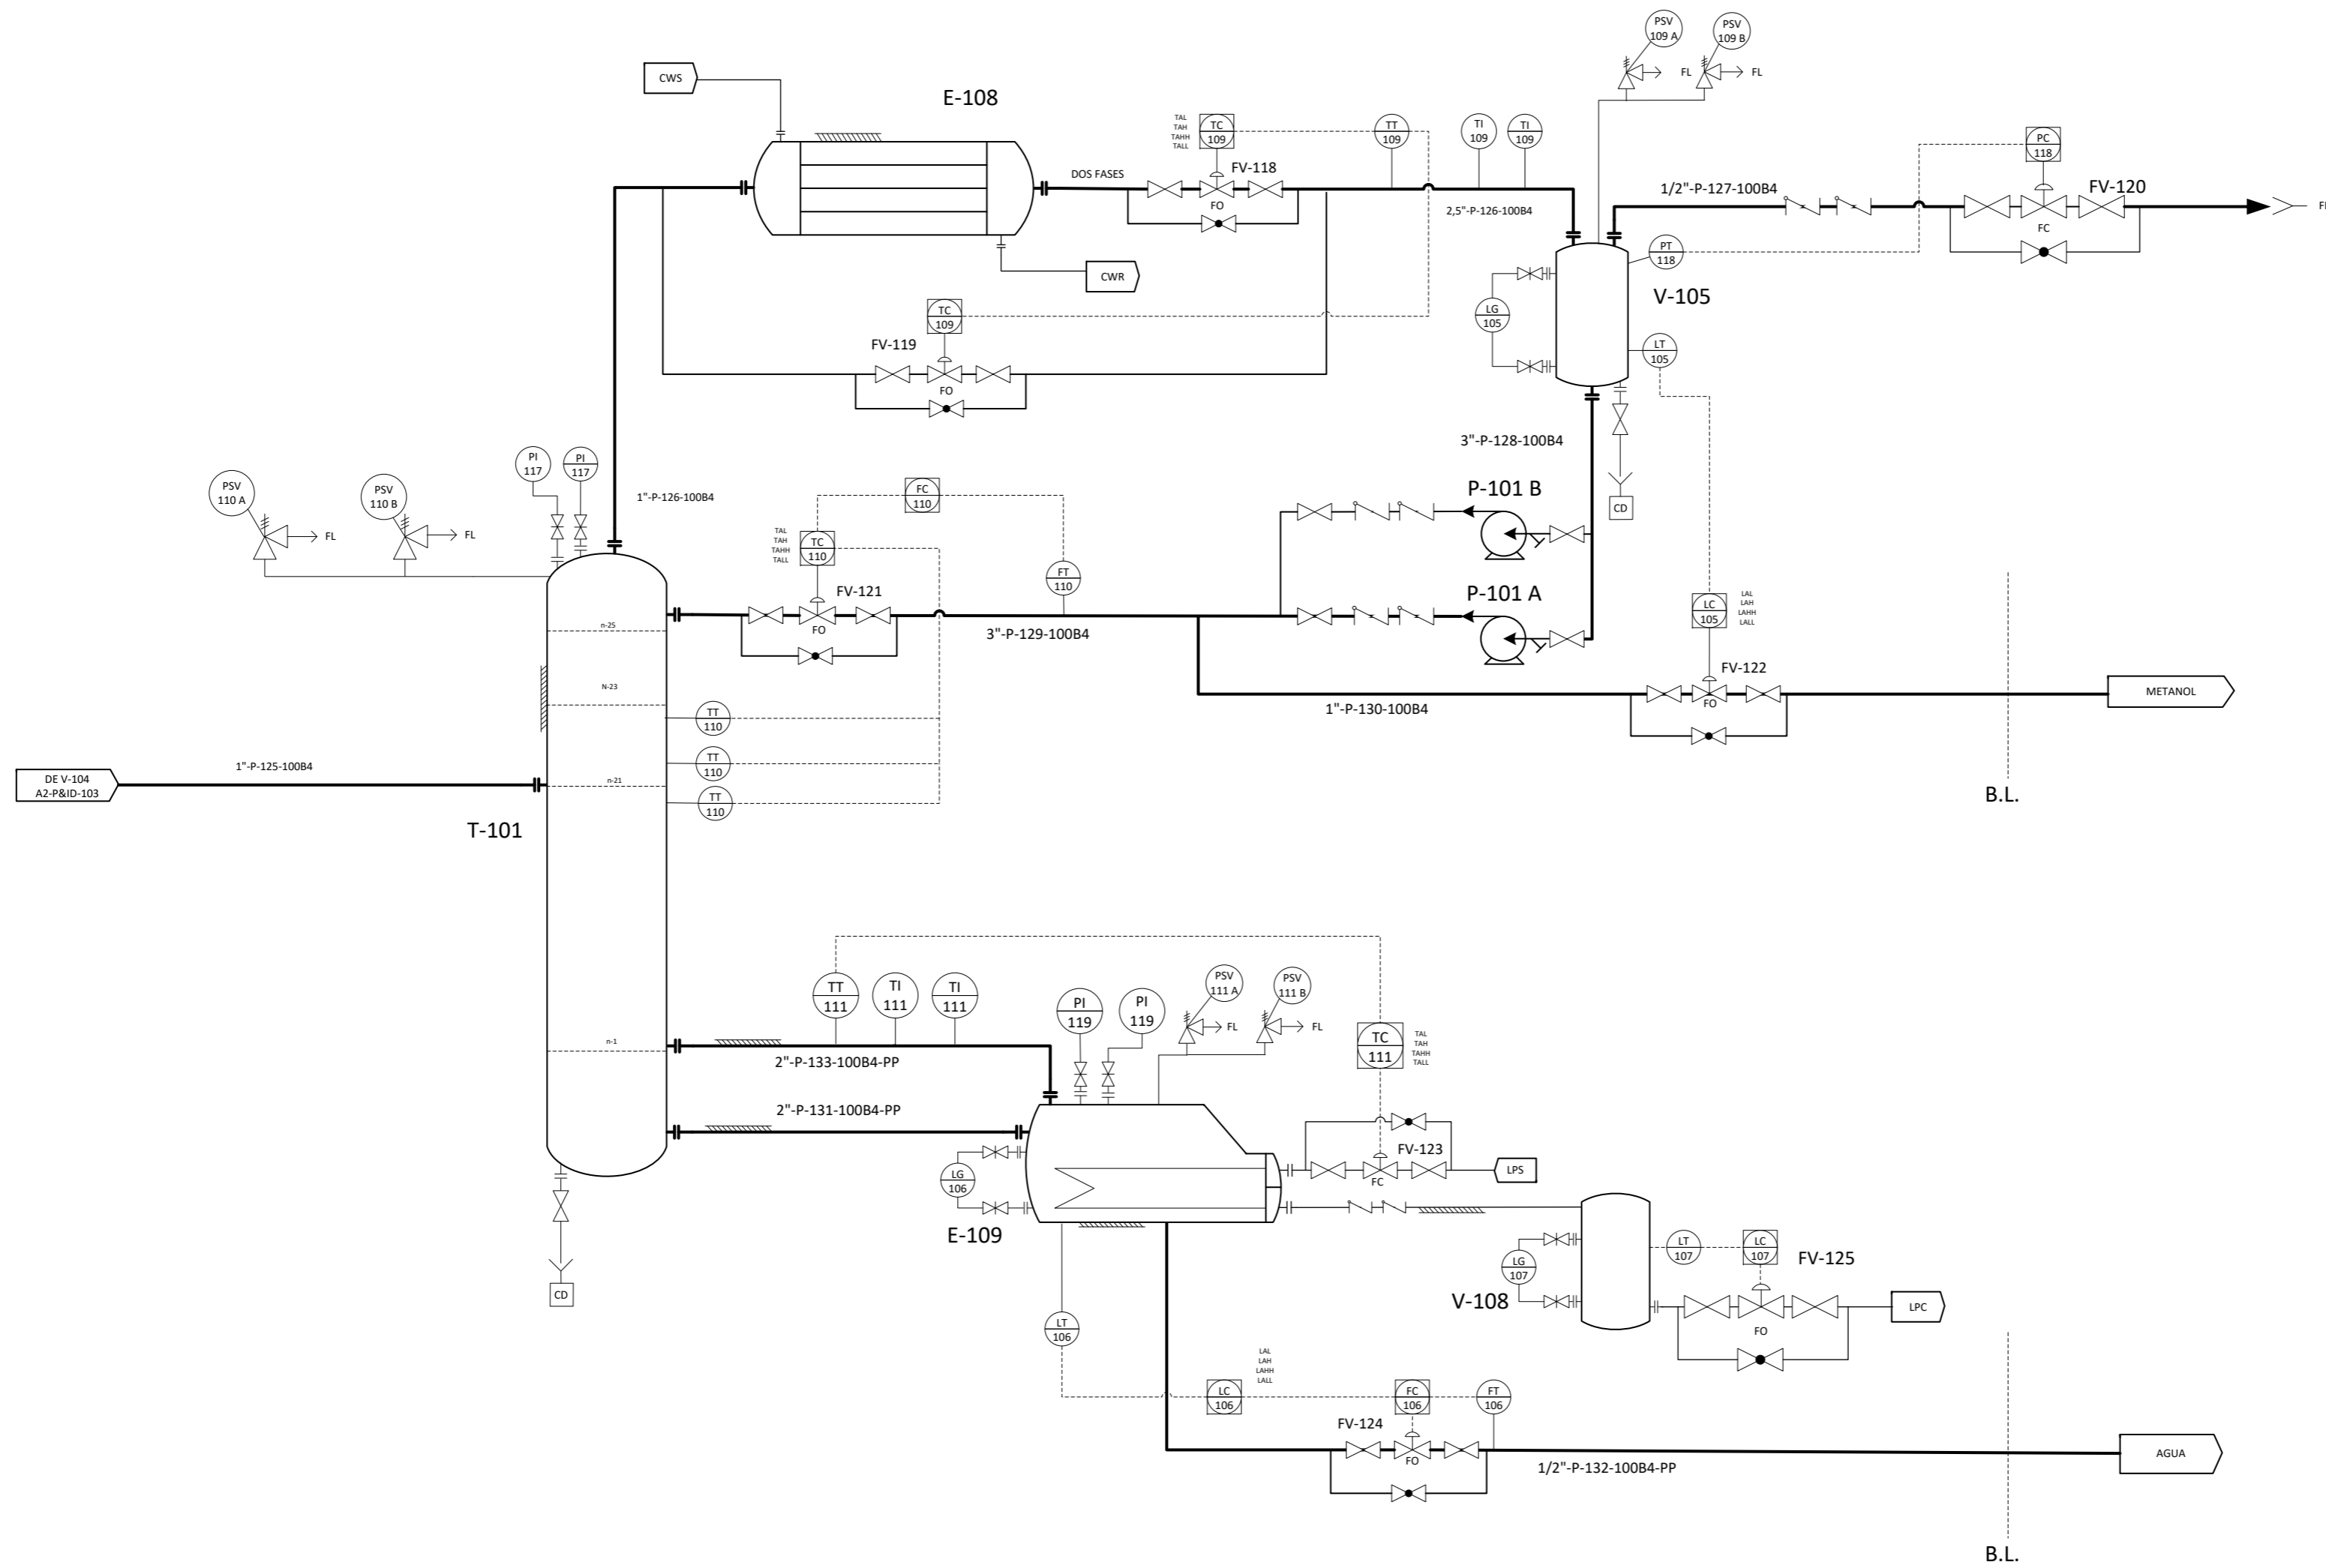 PSV
109 A
PSV
109 B
FL
FL
CWS
E-108
TAL
TAH
TAHH
TALL
TC
109
TT
109
TI
109
TI
109
PC
118
FV-118
FO
DOS FASES
2,5"-P-126-100B4
1/2"-P-127-100B4
FV-120
FC
PT
118
V-105
CWR
LG
105
TC
109
FV-119
FO
LT
105
3"-P-128-100B4
CD
PSV
110 A
PSV
110 B
FL
FL
PI
117
PI
117
1"-P-126-100B4
FC
110
TAL
TAH
TAHH
TALL
TC
110
FV-121
FO
FT
110
3"-P-129-100B4
P-101 B
P-101 A
LC
105
LAL
LAH
LAHH
LALL
FV-122
FO
METANOL
1"-P-130-100B4
B.L.
n-25
N-23
n-21
n-1
TT
110
TT
110
TT
110
1"-P-125-100B4
DE V-104
A2-P&ID-103
T-101
TT
111
TI
111
TI
111
PI
119
PI
119
PSV
111 A
PSV
111 B
FL
FL
TC
111
TAL
TAH
TAHH
TALL
2"-P-133-100B4-PP
2"-P-131-100B4-PP
FV-123
FC
LPS
LG
106
E-109
CD
LT
106
LG
107
V-108
LT
107
LC
107
FV-125
FO
LPC
LAL
LAH
LAHH
LALL
LC
106
FC
106
FT
106
FV-124
FO
1/2"-P-132-100B4-PP
AGUA
B.L.